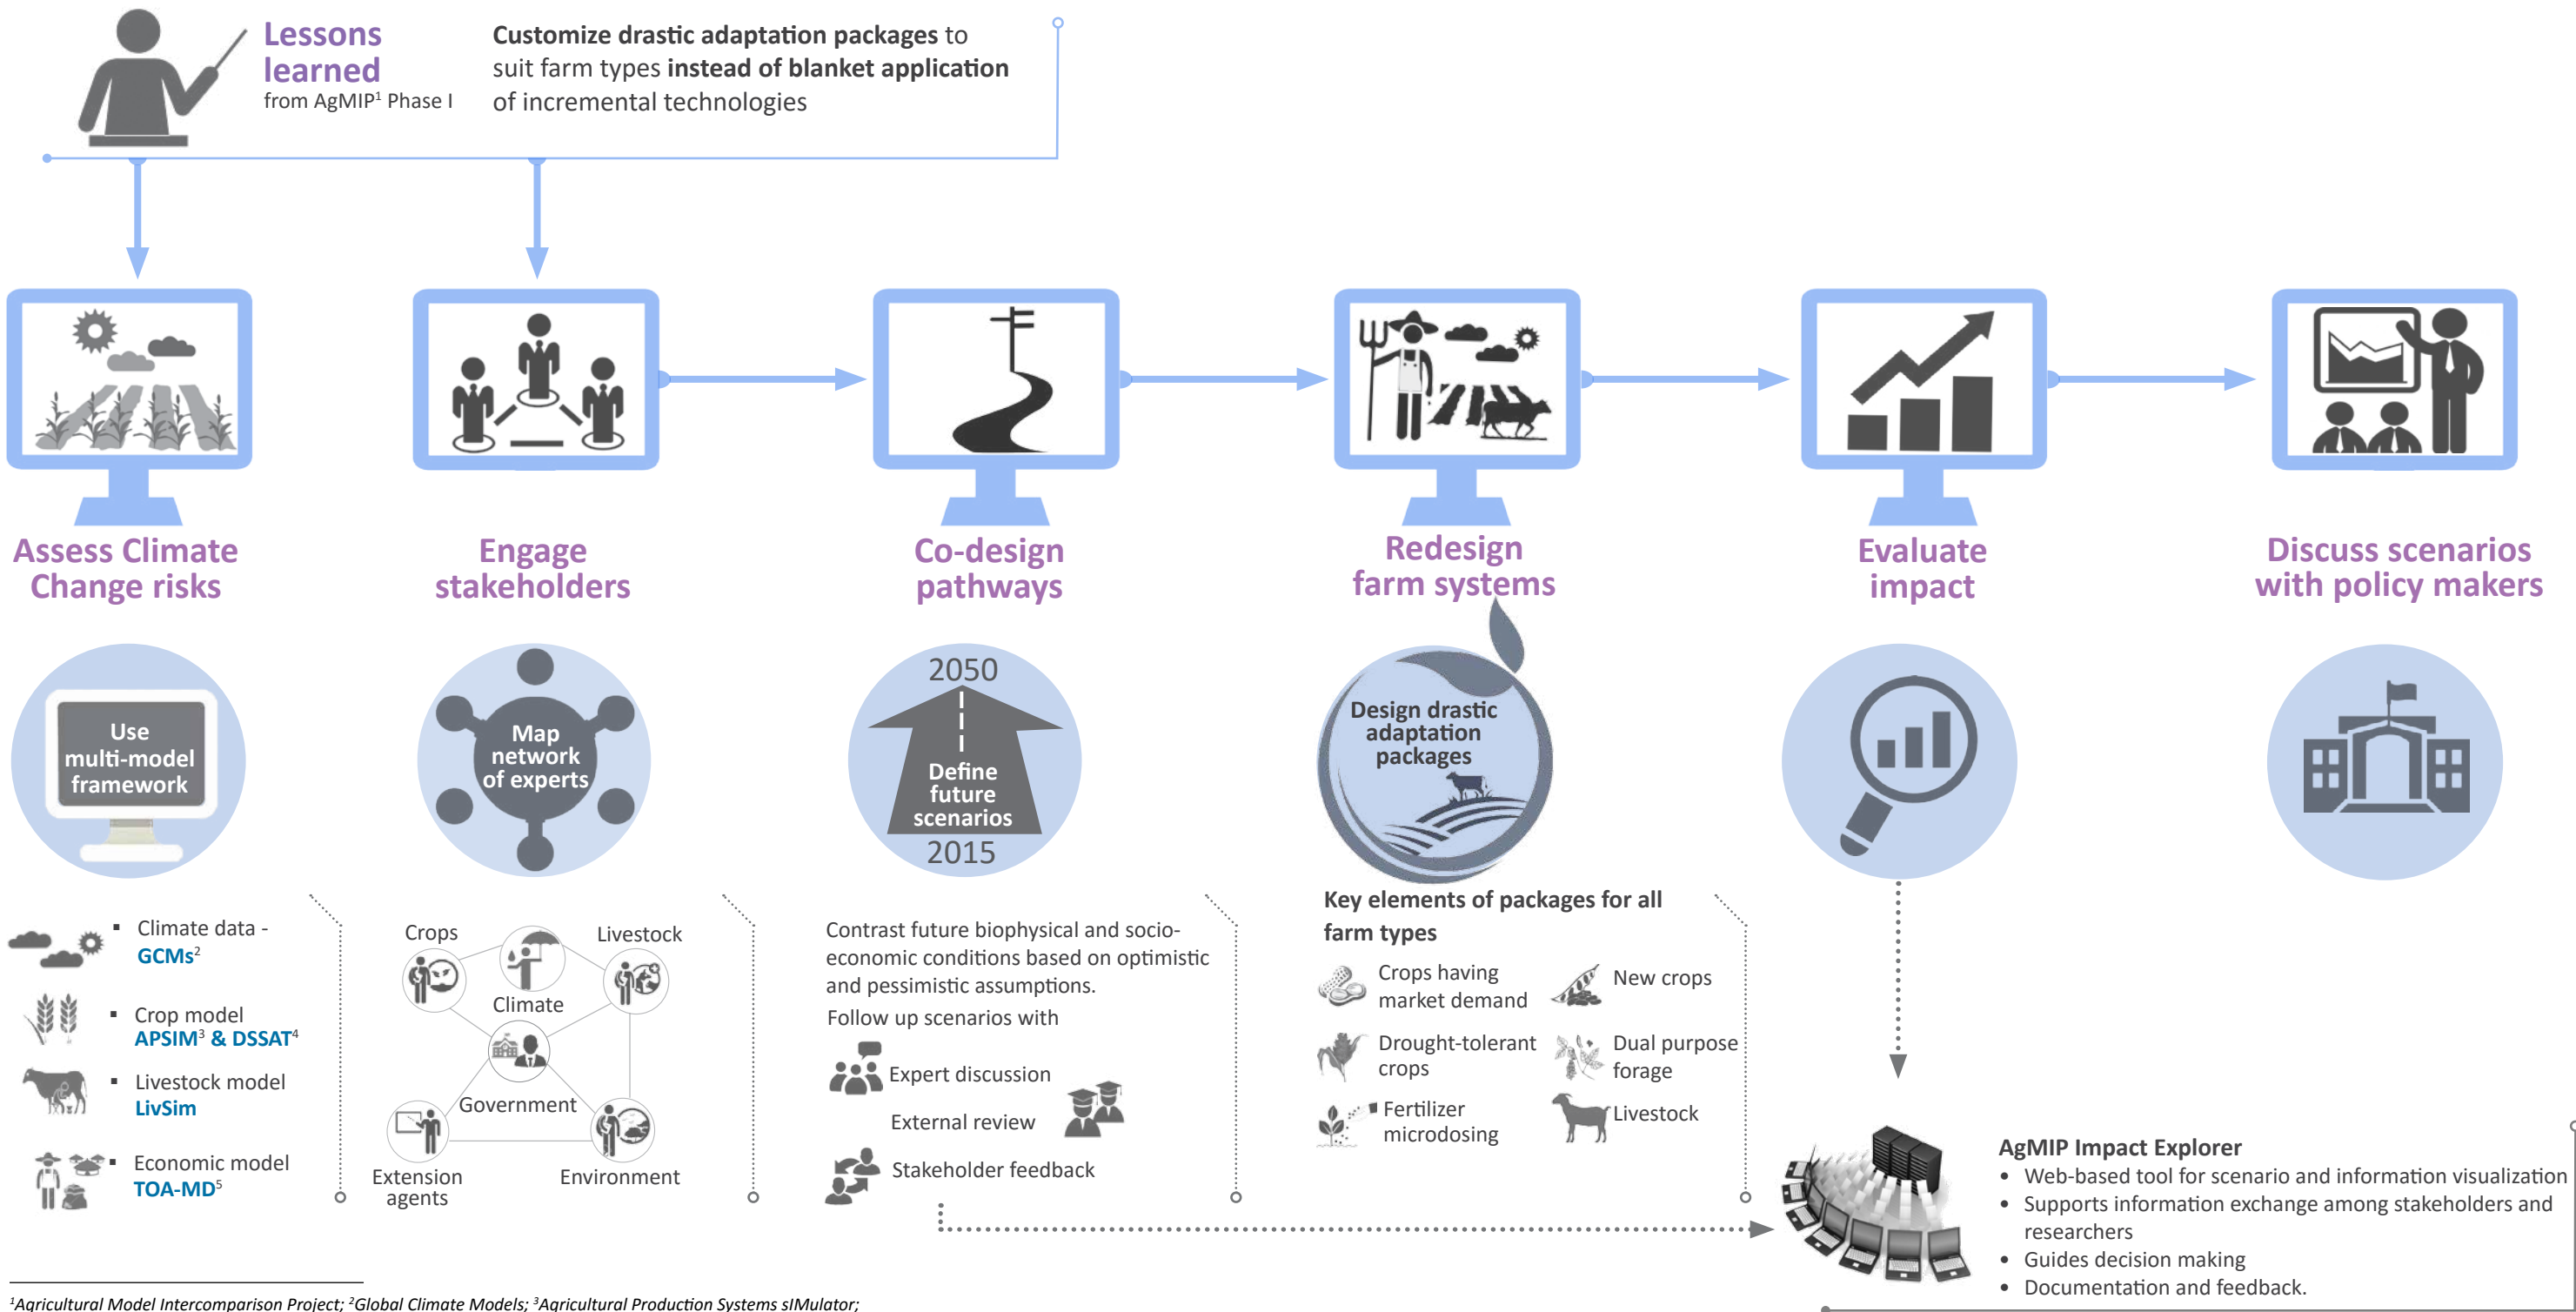 Lessons
learned
from AgMIP¹ Phase I
Customize drastic adaptation packages to
suit farm types instead of blanket application
of incremental technologies
Assess Climate
Change risks
Engage
stakeholders
Co-design
pathways
Redesign
farm systems
Evaluate
impact
Discuss scenarios
with policy makers
Use
multi-model
framework
Map
network
of experts
2050
Define
future
scenarios
2015
Design drastic
adaptation
packages
▪ Climate data -
GCMs²
▪ Crop model
APSIM³ & DSSAT⁴
▪ Livestock model
LivSim
▪ Economic model
TOA-MD⁵
Crops
Livestock
Climate
Government
Extension
agents
Environment
Contrast future biophysical and socio-
economic conditions based on optimistic
and pessimistic assumptions.
Follow up scenarios with
Expert discussion
External review
Stakeholder feedback
Key elements of packages for all
farm types
Crops having
market demand
New crops
Drought-tolerant
crops
Dual purpose
forage
Fertilizer
microdosing
Livestock
AgMIP Impact Explorer
• Web-based tool for scenario and information visualization
• Supports information exchange among stakeholders and
researchers
• Guides decision making
• Documentation and feedback.
¹Agricultural Model Intercomparison Project; ²Global Climate Models; ³Agricultural Production Systems sIMulator;